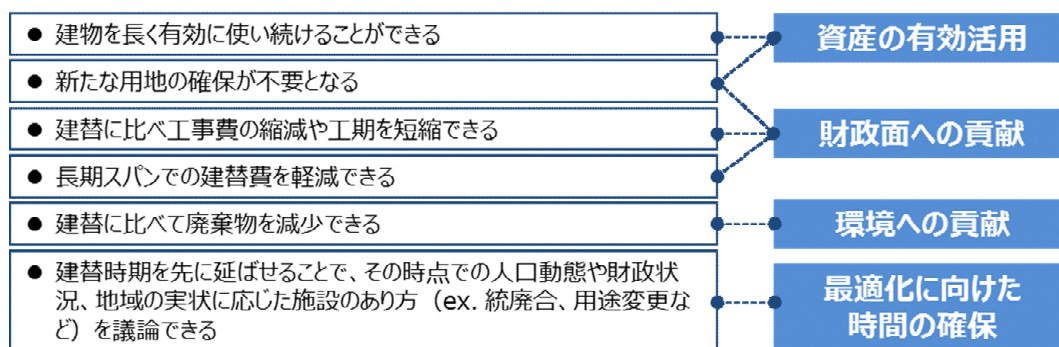 ● 建物を長く有効に使い続けることができる
● 新たな用地の確保が不要となる
● 建替に比べ工事費の縮減や工期を短縮できる
● 長期スパンでの建替費を軽減できる
● 建替に比べて廃棄物を減少できる
● 建替時期を先に延ばせることで、その時点での人口動態や財政状
況、地域の実状に応じた施設のあり方（ex. 統廃合、用途変更な
ど）を議論できる
資産の有効活用
財政面への貢献
環境への貢献
最適化に向けた
時間の確保